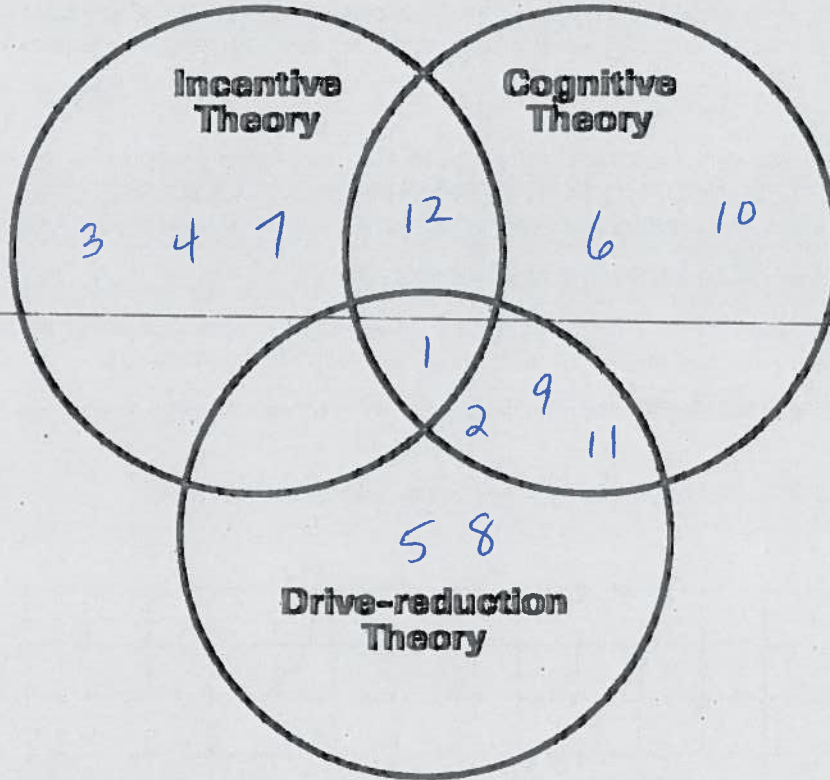 Incentive
Theory
Cognitive
Theory
3 4 7
12
6
10
1
9
2
11
5 8
Drive-reduction
Theory